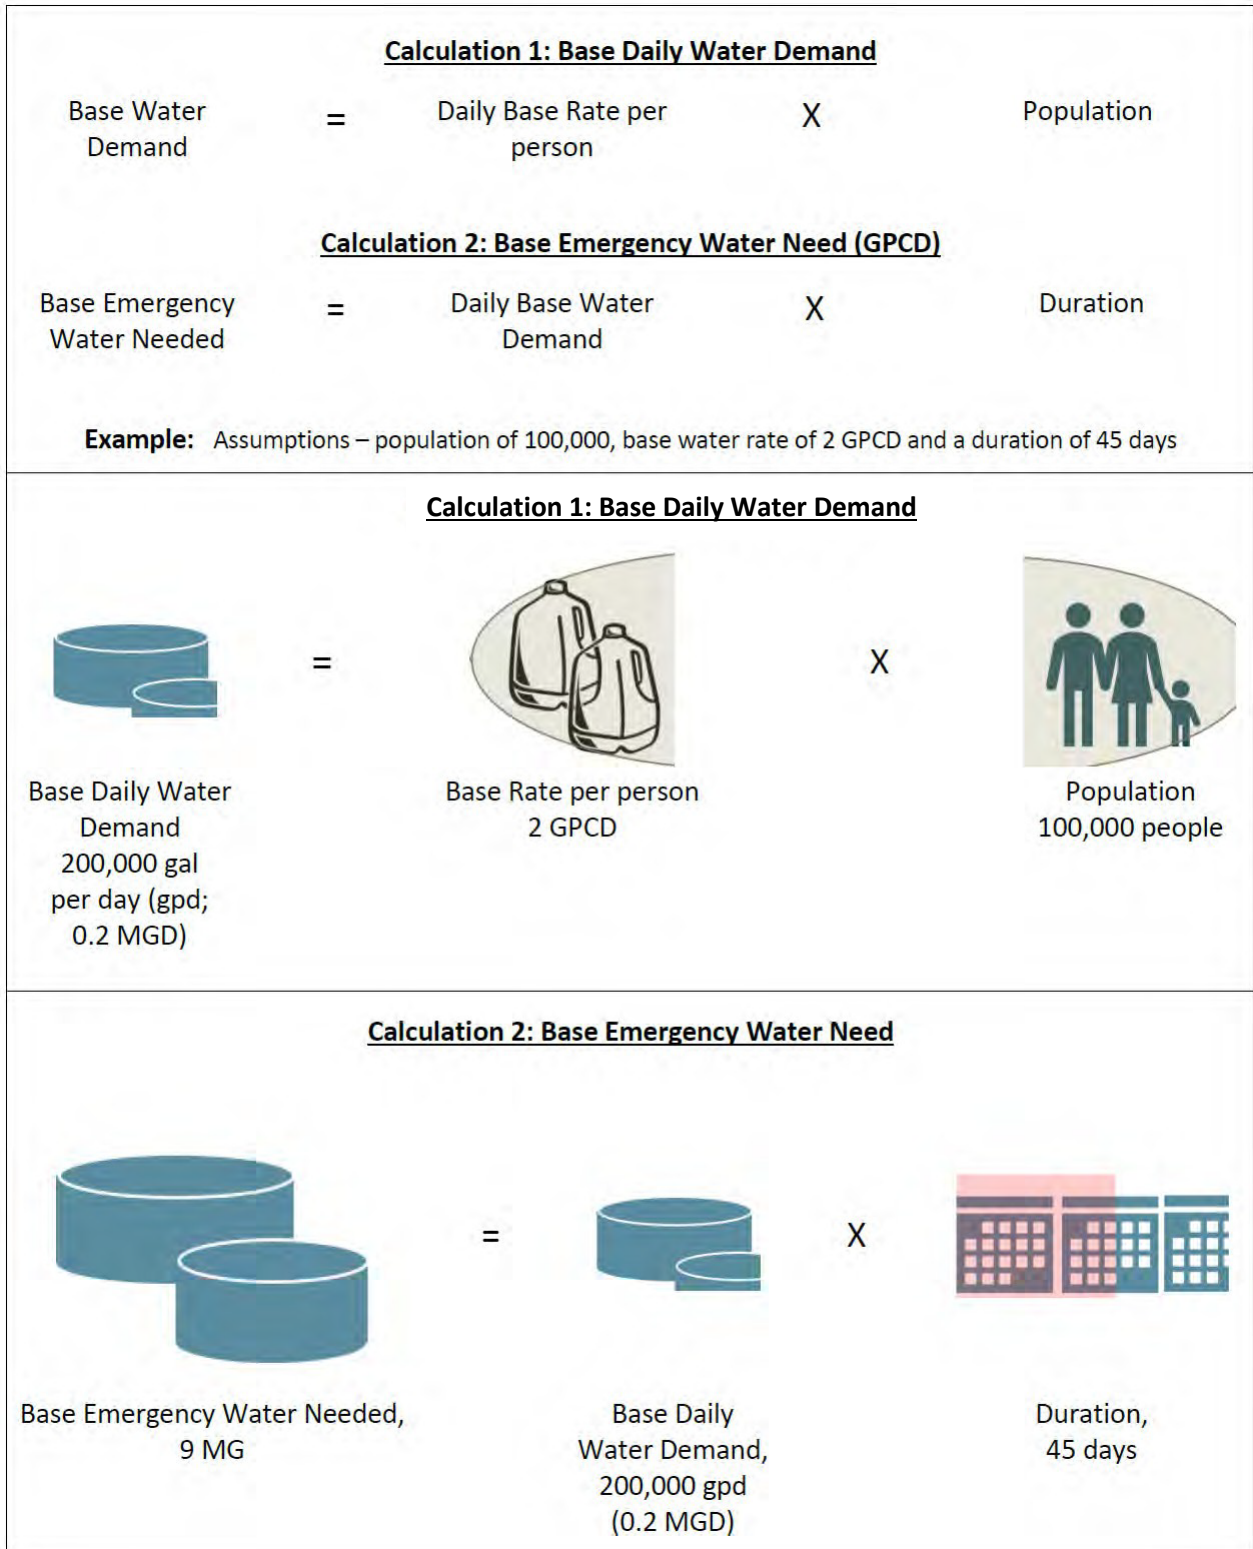 Calculation 1: Base Daily Water Demand
Base Water
Demand
=
Daily Base Rate per
person
X
Population
Calculation 2: Base Emergency Water Need (GPCD)
Base Emergency
Water Needed
=
Daily Base Water
Demand
X
Duration
Example: Assumptions – population of 100,000, base water rate of 2 GPCD and a duration of 45 days
Calculation 1: Base Daily Water Demand
=
X
Base Daily Water
Demand
200,000 gal
per day (gpd;
0.2 MGD)
Base Rate per person
2 GPCD
Population
100,000 people
Calculation 2: Base Emergency Water Need
=
X
Base Emergency Water Needed,
9 MG
Base Daily
Water Demand,
200,000 gpd
(0.2 MGD)
Duration,
45 days